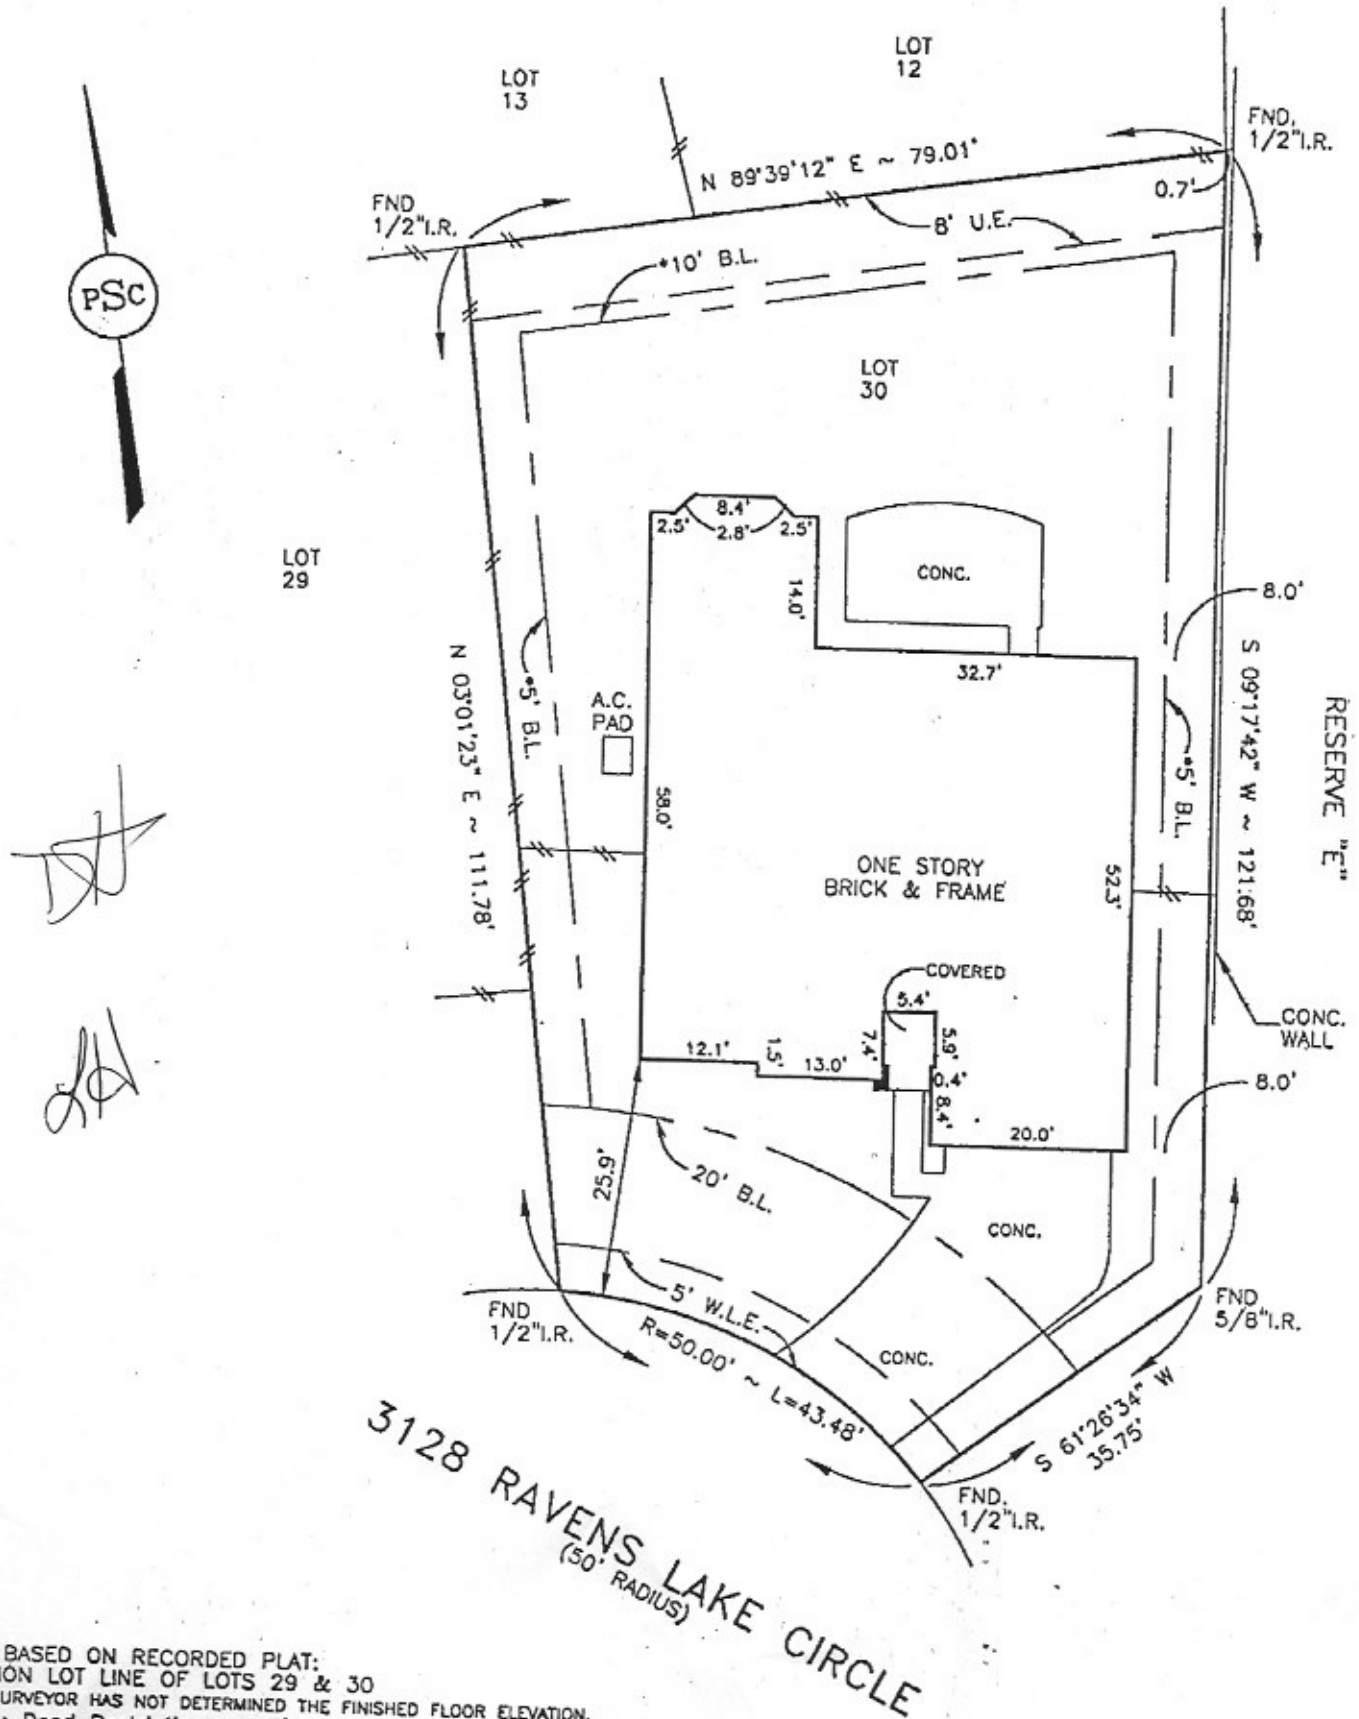 LOT
12
LOT
13
FND.
1/2"I.R.
N 89°39'12" E ~ 79.01'
0.7'
FND
1/2"I.R.
8' U.E.
*10' B.L.
PSC
LOT
30
LOT
29
8.4'
2.5'
2.8'
2.5'
CONC.
14.0'
8.0'
32.7'
N 03°01'23" E ~ 111.78'
*5' B.L.
A.C.
PAD
S 09°17'42" W ~ 121.68'
*5' B.L.
RESERVE "E"
58.0'
ONE STORY
BRICK & FRAME
52.3'
COVERED
5.4'
7.4'
5.9'
CONC.
WALL
12.1'
1.5'
13.0'
0.4'
8.4'
8.0'
20.0'
25.9'
20' B.L.
CONC.
5' W.L.E.
FND
1/2"I.R.
FND
5/8"I.R.
R=50.00' ~ L=43.48'
CONC.
S 61°26'34" W
35.75'
FND.
1/2"I.R.
3128 RAVENS LAKE CIRCLE
(50' RADIUS)
BASED ON RECORDED PLAT:
LOT LINE OF LOTS 29 & 30
SURVEYOR HAS NOT DETERMINED THE FINISHED FLOOR ELEVATION.